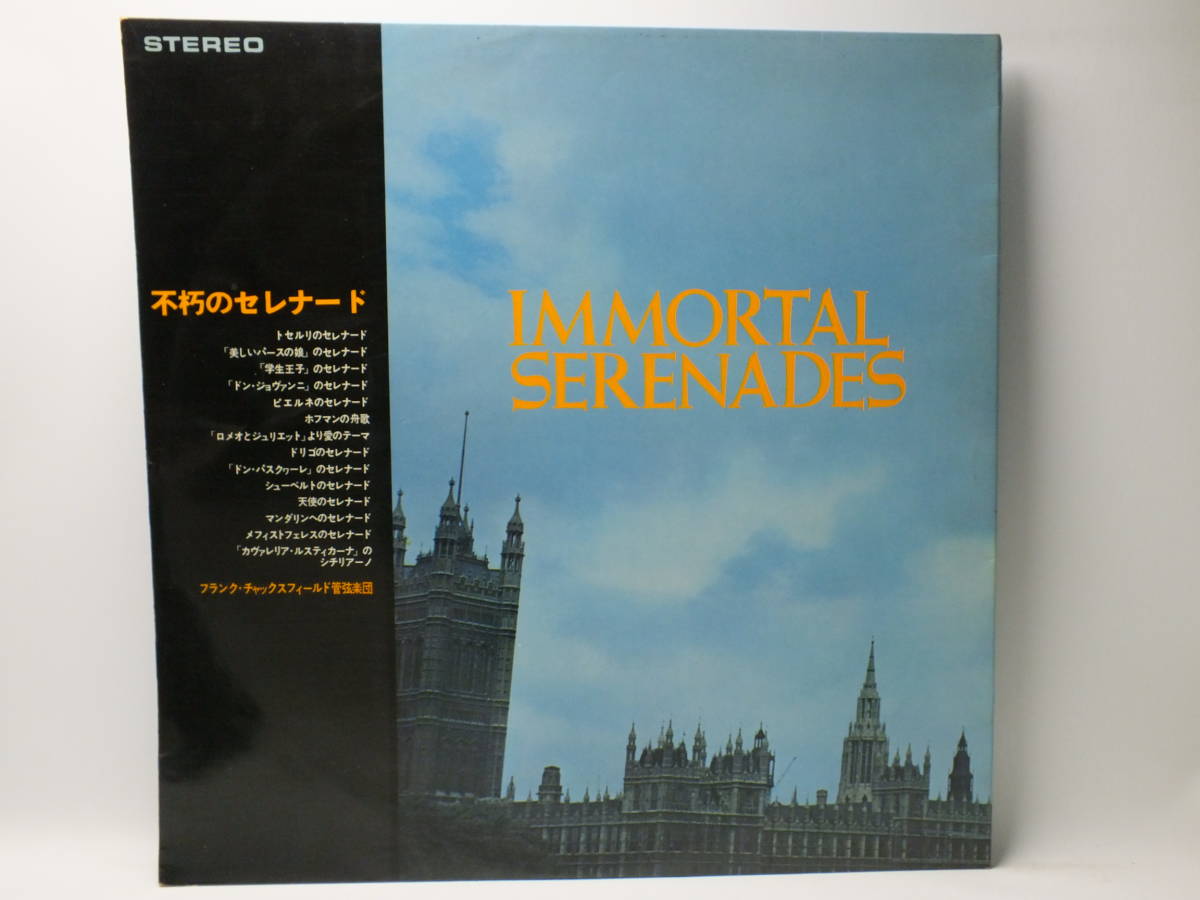 STEREO
不朽のセレナード
トセルリのセレナード
「美しいパースの娘」のセレナード
「学生王子」のセレナード
「ドン・ジョヴァンニ」のセレナード
ピエルネのセレナード
ホフマンの舟歌
「ロメオとジュリエット」より愛のテーマ
ドリゴのセレナード
「ドン・パスクヮーレ」のセレナード
シューベルトのセレナード
天使のセレナード
マンダリンへのセレナード
メフィストフェレスのセレナード
「カヴァレリア・ルスティカーナ」の
シチリアーノ
フランク・チャックスフィールド管弦楽団
IMMORTAL
SERENADES